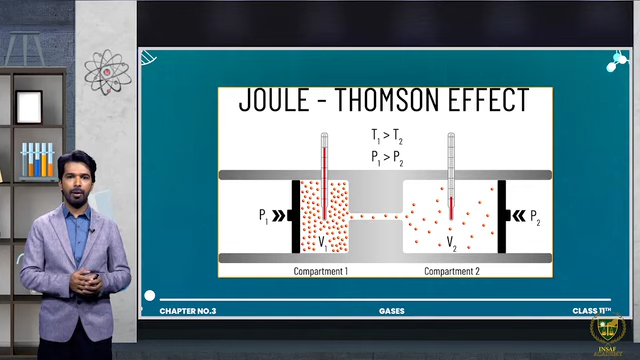 JOULE - THOMSON EFFECT
T₁ > T₂
P₁ > P₂
P₁
P₂
V₁
V₂
Compartment 1
Compartment 2
CHAPTER NO.3
GASES
CLASS 11TH
INSAF